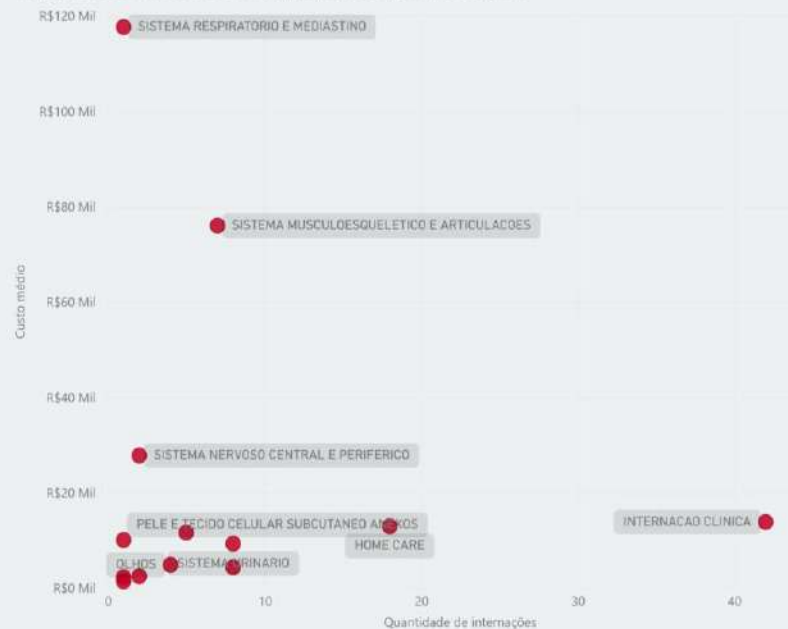 R$120 Mil
SISTEMA RESPIRATORIO E MEDIASTINO
R$100 Mil
R$80 Mil
SISTEMA MUSCULOESQUELETICO E ARTICULACOES
Custo médio
R$60 Mil
R$40 Mil
SISTEMA NERVOSO CENTRAL E PERIFERICO
R$20 Mil
PELE E TECIDO CELULAR SUBCUTANEO ANEXOS
INTERNACAO CLINICA
HOME CARE
OLHOS
SISTEMA URINARIO
R$0 Mil
0
10
20
30
40
Quantidade de internações